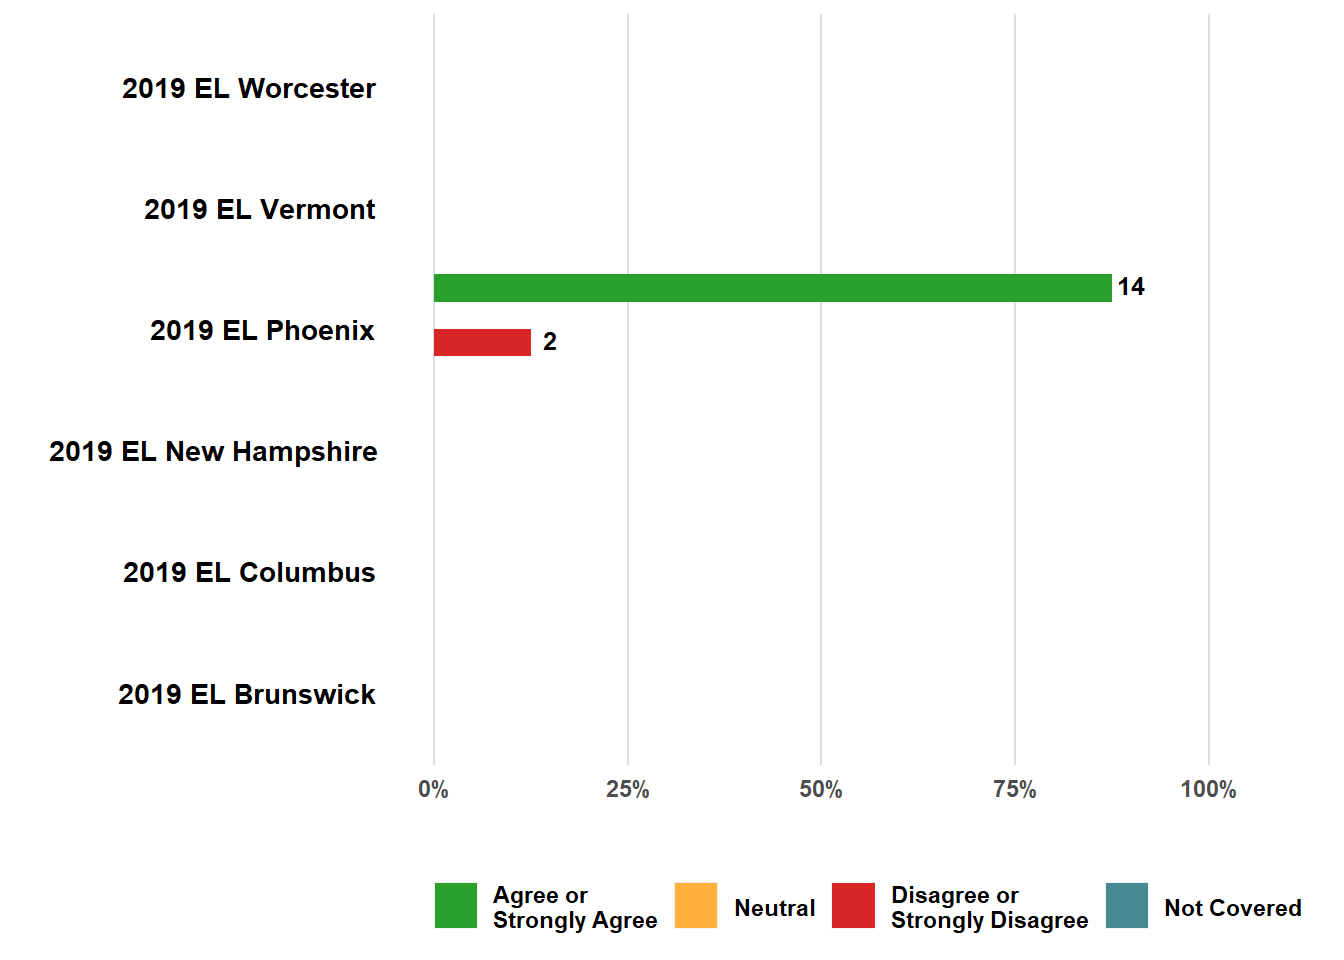 2019 EL Worcester
2019 EL Vermont
14
2019 EL Phoenix
2
2019 EL New Hampshire
2019 EL Columbus
2019 EL Brunswick
0% 25% 50% 75% 100%
Agree or
Strongly Agree
Neutral
Disagree or
Strongly Disagree
Not Covered